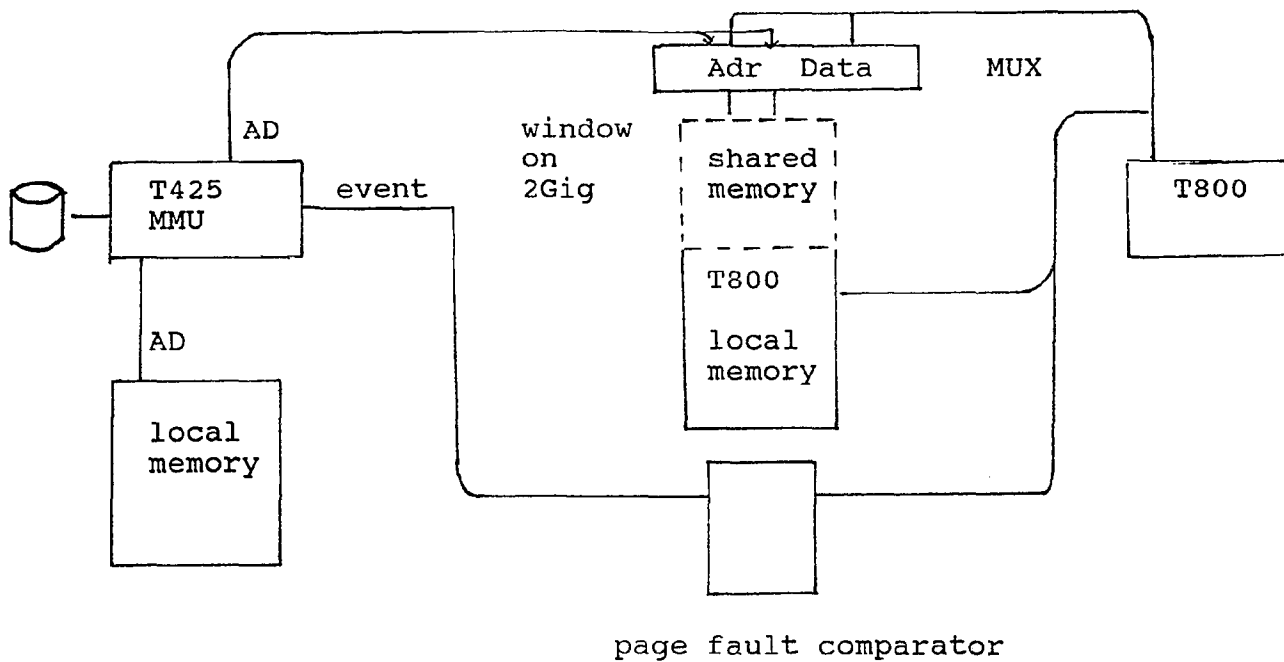 Adr Data
MUX
AD
window
on
2Gig
shared
memory
T425
MMU
event
T800
T800
local
memory
AD
local
memory
page fault comparator